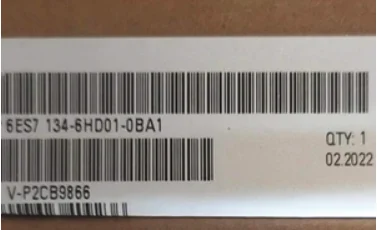 6ES7 134-6HD01-0BA1
QTY: 1
02.2022
V-P2CB9866